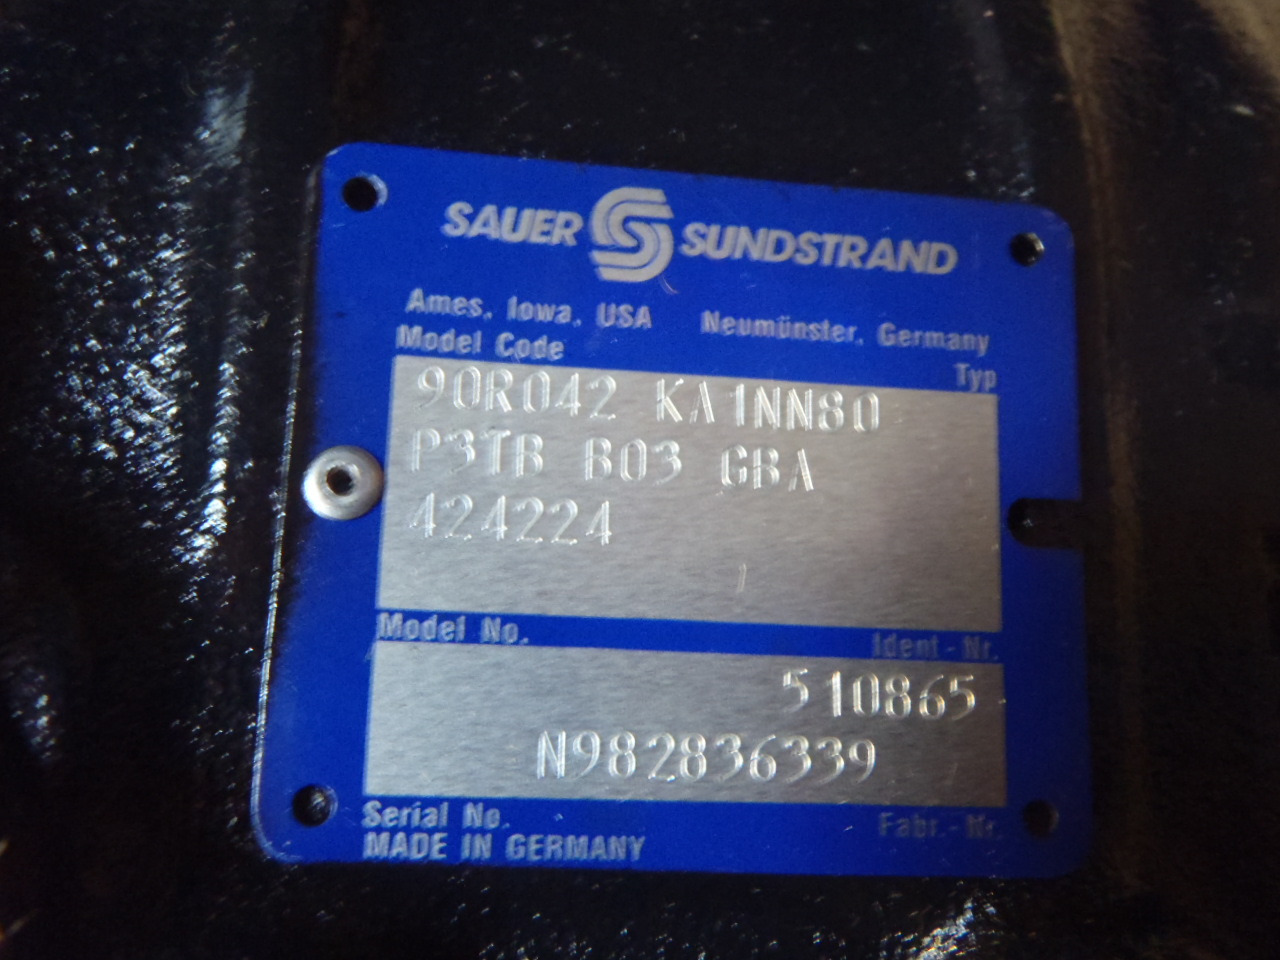 SAUER SUNDSTRAND
Ames, Iowa, USA Neumünster, Germany
Model Code Typ
90R042 KA1NN80
P3TB B03 GBA
424224
Model No. Ident-Nr.
510865
N982836339
Serial No. Fabr.-Nr.
MADE IN GERMANY